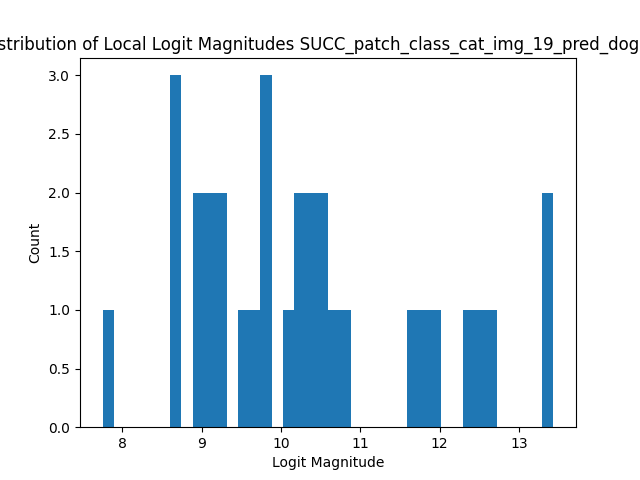 stribution of Local Logit Magnitudes SUCC_patch_class_cat_img_19_pred_dog
3.0
2.5
2.0
1.5
1.0
0.5
0.0
Count
8 9 10 11 12 13
Logit Magnitude